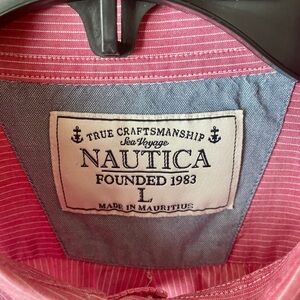 TRUE CRAFTSMANSHIP
Sea Voyage
NAUTICA
FOUNDED 1983
L
MADE IN MAURITIUS